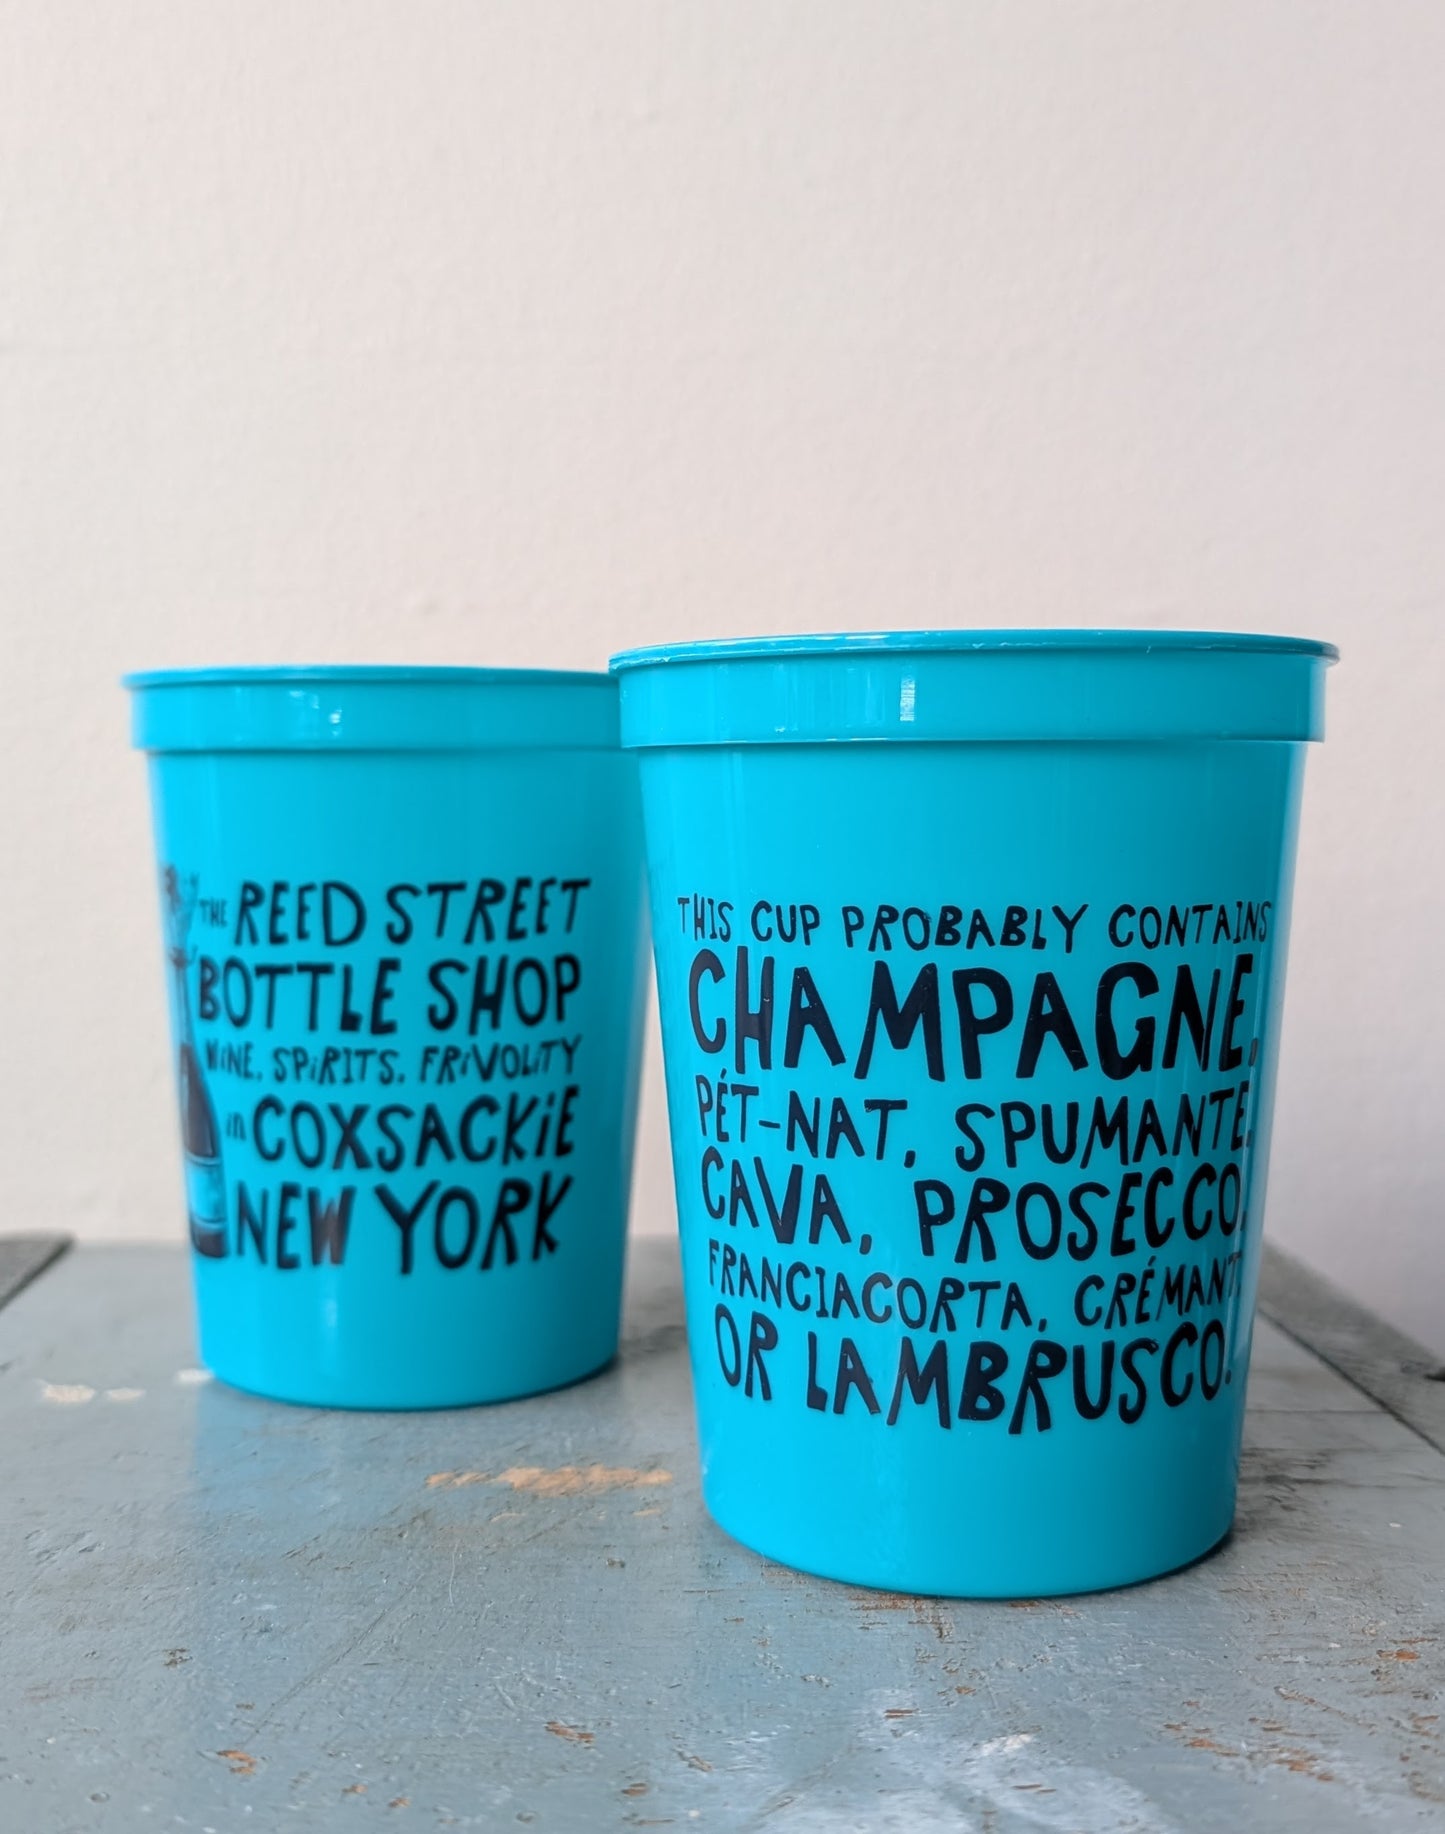 THE REED STREET
BOTTLE SHOP
WiNE, SPiRITS, FRiVOLiTY
in COXSACKiE
NEW YORK
THIS CUP PROBABLY CONTAINS
CHAMPAGNE,
PÉT-NAT, SPUMANTE,
CAVA, PROSECCO,
FRANCIACORTA, CRÉMANT,
OR LAMBRUSCO.